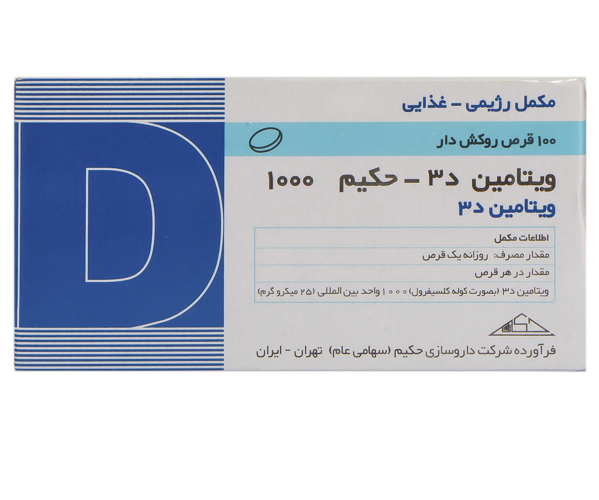 D
مکمل رژیمی - غذایی
۱۰۰ قرص روکش دار
ویتامین د۳ - حکیم ۱۰۰۰
ویتامین د۳
اطلاعات مکمل
مقدار مصرف: روزانه یک قرص
مقدار در هر قرص
ویتامین د۳ (بصورت کوله کلسیفرول) ۱۰۰۰ واحد بین المللی (۲۵ میکرو گرم)
فرآورده شرکت داروسازی حکیم (سهامی عام) تهران - ایران